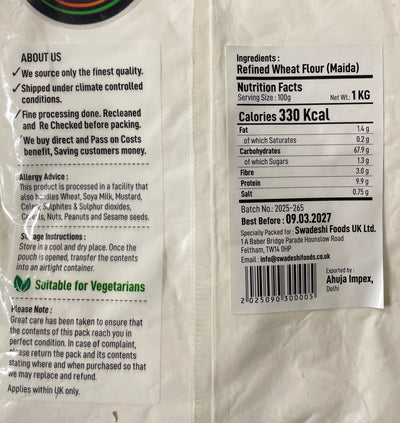 ABOUT US
✓We source only the finest quality.
✓Shipped under climate controlled
conditions.
✓Fine processing done. Recleaned
and Re Checked before packing.
✓We buy direct and Pass on Costs
benefit, Saving customers money.
Allergy Advice :
This product is processed in a facility that
also handles Wheat, Soya Milk, Mustard,
Celery, Sulphites & Sulphur dioxides,
Cereals, Nuts, Peanuts and Sesame seeds.
Storage Instructions :
Store in a cool and dry place. Once the
pouch is opened, transfer the contents
into an airtight container.
Suitable for Vegetarians
Please Note :
Great care has been taken to ensure that
the contents of this pack reach you in
perfect condition. In case of complaint,
please return the pack and its contents
stating where and when purchased so that
we may replace and refund.
Applies within UK only.
Ingredients :
Refined Wheat Flour (Maida)
Nutrition Facts
Serving Size : 100g Net Wt.: 1 KG
Calories 330 Kcal
Fat 1.4 g
of which Saturates 0.2 g
Carbohydrates 67.9 g
of which Sugars 1.3 g
Fibre 3.0 g
Protein 9.9 g
Salt 0.75 g
Batch No.: 2025-265
Best Before : 09.03.2027
Specially Packed for : Swadeshi Foods UK Ltd.
1 A Baber Bridge Parade Hounslow Road
Feltham, TW14 0HP
Email : info@swadeshifoods.co.uk
2 025090 300005
Exported by :
Ahuja Impex,
Delhi